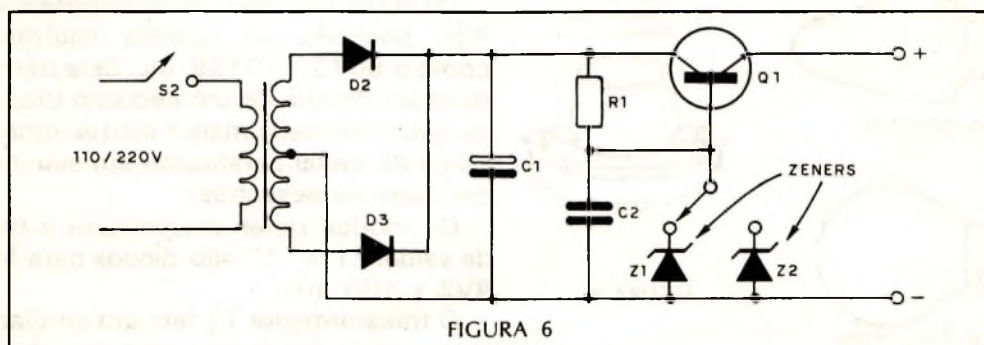 D2
S2
110/220V
D3
C1
R1
C2
Q1
+
ZENERS
Z1
Z2
−
FIGURA 6